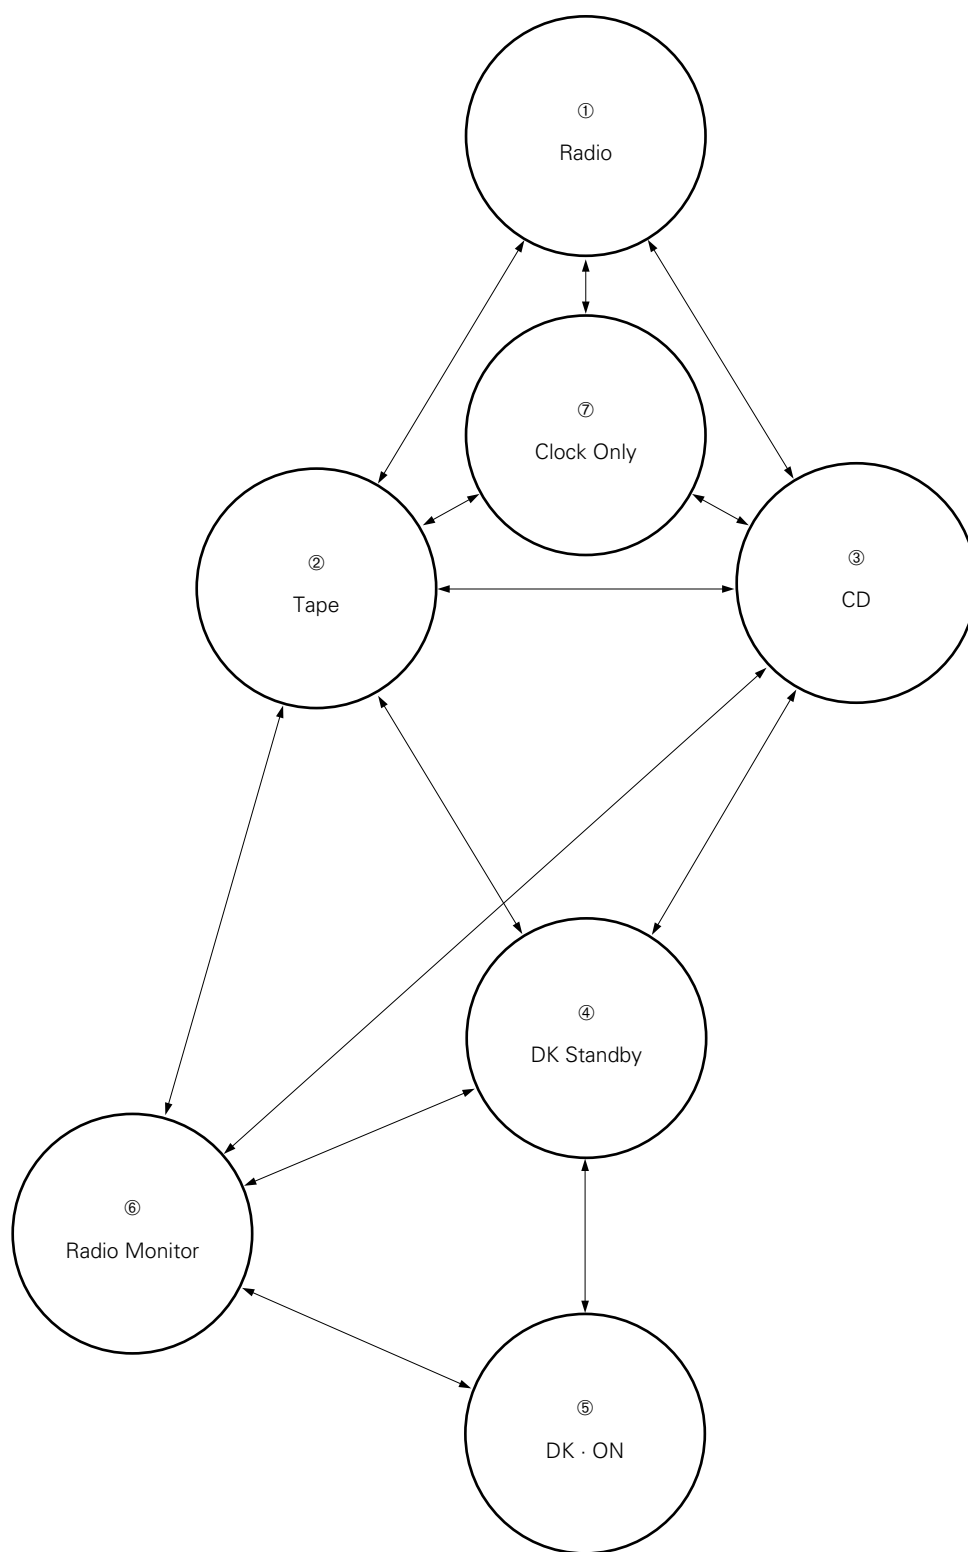 ①
Radio
⑦
Clock Only
②
Tape
③
CD
④
DK Standby
⑥
Radio Monitor
⑤
DK · ON